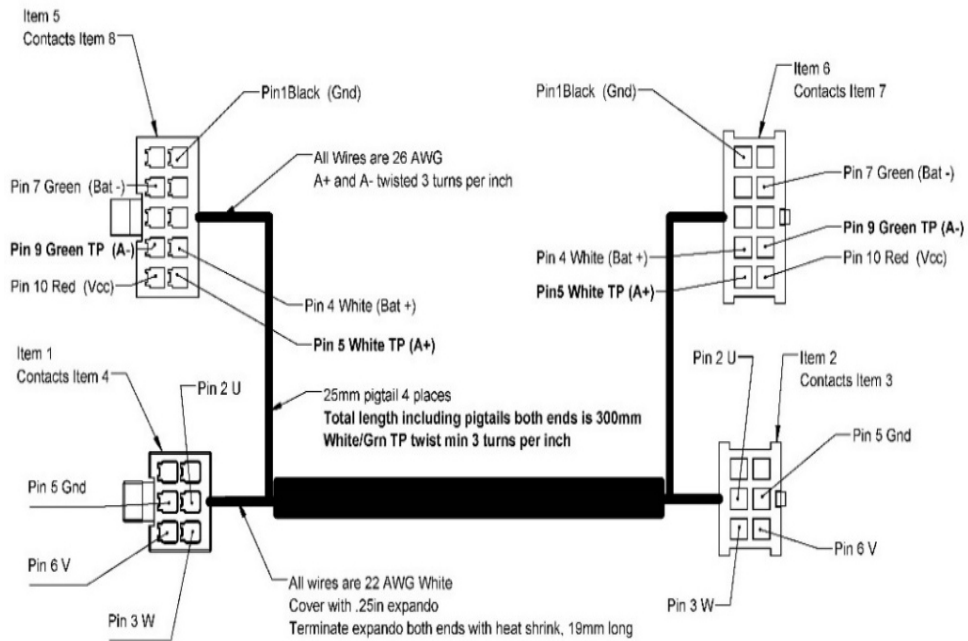 Item 5
Contacts Item 8
Pin1Black (Gnd)
All Wires are 26 AWG
A+ and A- twisted 3 turns per inch
Pin 7 Green (Bat -)
Pin 9 Green TP (A-)
Pin 10 Red (Vcc)
Pin 4 White (Bat +)
Pin 5 White TP (A+)
Item 6
Contacts Item 7
Pin1Black (Gnd)
Pin 7 Green (Bat -)
Pin 9 Green TP (A-)
Pin 4 White (Bat +)
Pin 10 Red (Vcc)
Pin5 White TP (A+)
Item 1
Contacts Item 4
Pin 2 U
25mm pigtail 4 places
Total length including pigtails both ends is 300mm
White/Grn TP twist min 3 turns per inch
Pin 5 Gnd
Pin 6 V
Pin 3 W
All wires are 22 AWG White
Cover with .25in expando
Terminate expando both ends with heat shrink, 19mm long
Pin 2 U
Item 2
Contacts Item 3
Pin 5 Gnd
Pin 6 V
Pin 3 W